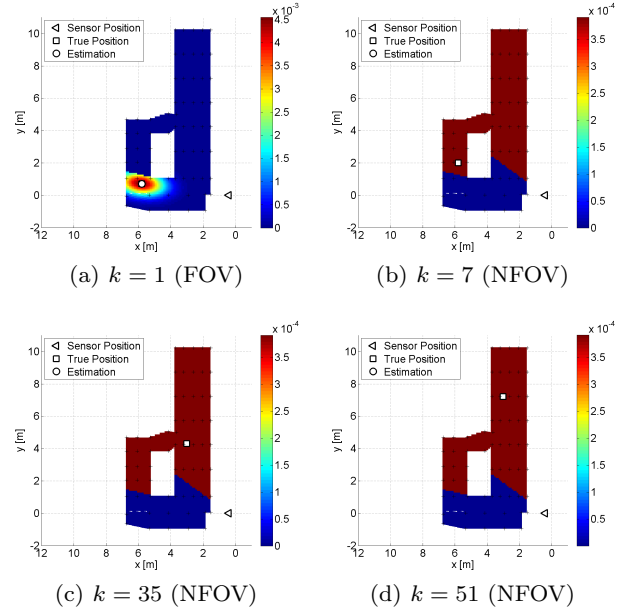 x 10⁻³
Sensor Position
True Position
Estimation
10
8
6
4
2
0
-2
y [m]
12 11 10 8 6 4 2 0
x [m]
4.5
4
3.5
3
2.5
2
1.5
1
0.5
0
(a) k = 1 (FOV)
x 10⁻⁴
Sensor Position
True Position
Estimation
10
8
6
4
2
0
-2
y [m]
12 11 10 8 6 4 2 0
x [m]
3.5
3
2.5
2
1.5
1
0.5
0
(b) k = 7 (NFOV)
x 10⁻⁴
Sensor Position
True Position
Estimation
10
8
6
4
2
0
-2
y [m]
12 11 10 8 6 4 2 0
x [m]
3.5
3
2.5
2
1.5
1
0.5
0
(c) k = 35 (NFOV)
x 10⁻⁴
Sensor Position
True Position
Estimation
10
8
6
4
2
0
-2
y [m]
12 11 10 8 6 4 2 0
x [m]
3.5
3
2.5
2
1.5
1
0.5
0
(d) k = 51 (NFOV)